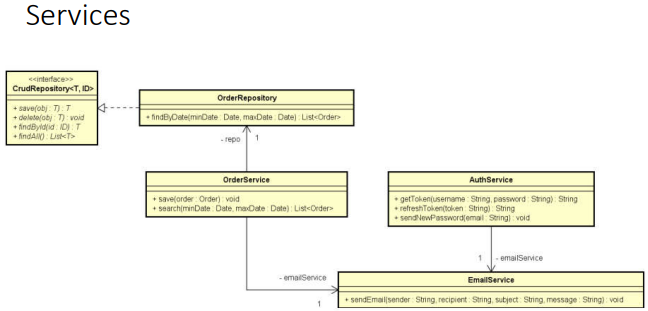 Services
<<interface>>
CrudRepository<T, ID>
+ save(obj : T) : T
+ delete(obj : T) : void
+ findById(id : ID) : T
+ findAll() : List<T>
OrderRepository
+ findByDate(minDate : Date, maxDate : Date) : List<Order>
- repo
1
OrderService
+ save(order : Order) : void
+ search(minDate : Date, maxDate : Date) : List<Order>
AuthService
+ getToken(username : String, password : String) : String
+ refreshToken(token : String) : String
+ sendNewPassword(email : String) : void
1
- emailService
- emailService
1
EmailService
+ sendEmail(sender : String, recipient : String, subject : String, message : String) : void